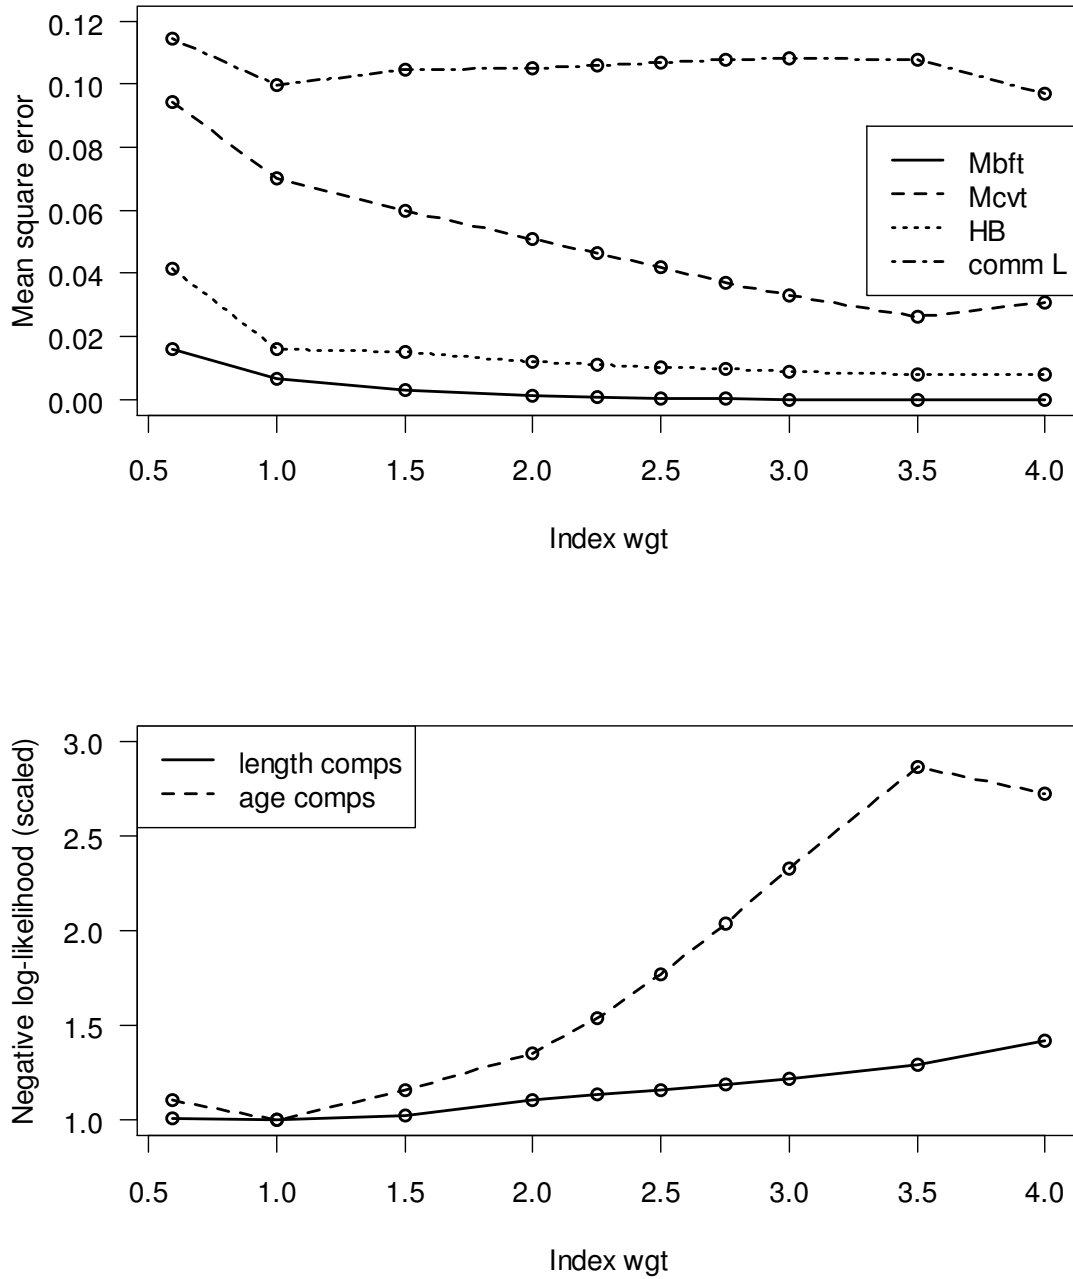 Mean square error
0.12
0.10
0.08
0.06
0.04
0.02
0.00
Mbft
Mcvt
HB
comm L
0.5 1.0 1.5 2.0 2.5 3.0 3.5 4.0
Index wgt
Negative log-likelihood (scaled)
3.0
2.5
2.0
1.5
1.0
length comps
age comps
0.5 1.0 1.5 2.0 2.5 3.0 3.5 4.0
Index wgt